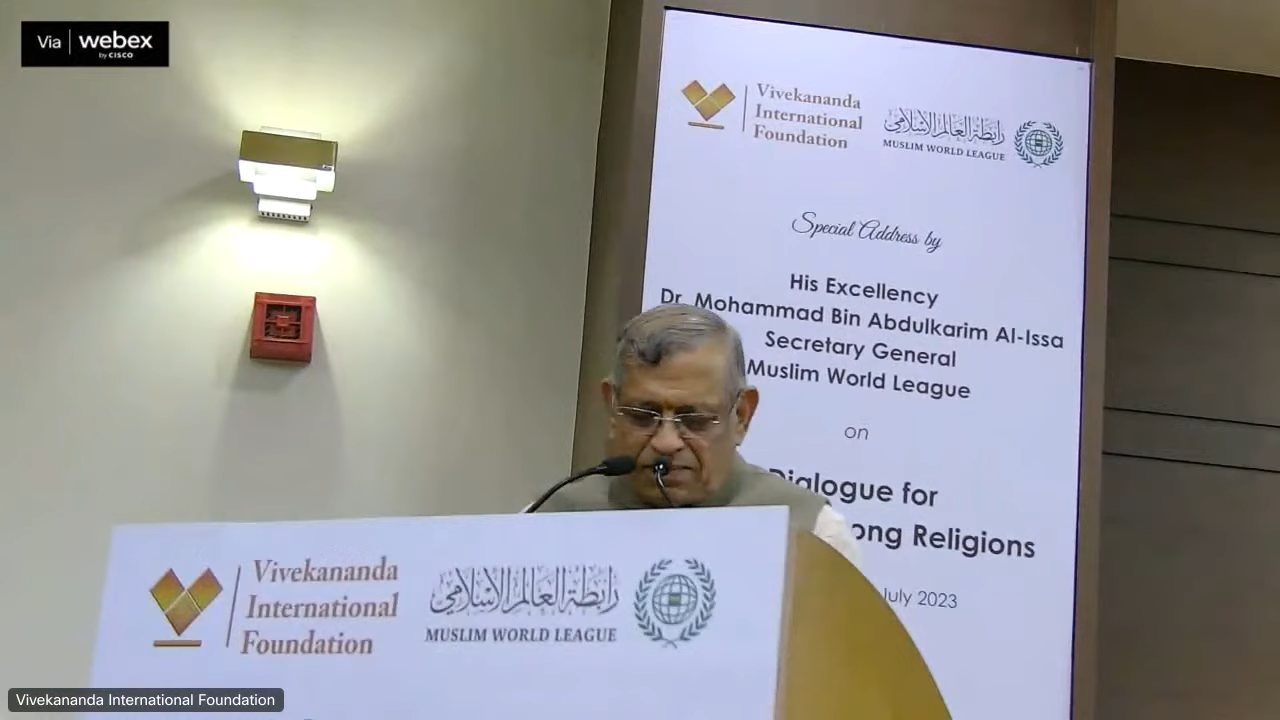 Via webex
by CISCO
Vivekananda
International
Foundation
رابطة العالم الإسلامي
MUSLIM WORLD LEAGUE
Special Address by
His Excellency
Dr. Mohammad Bin Abdulkarim Al-Issa
Secretary General
Muslim World League
on
Dialogue for
Religions
July 2023
Vivekananda
International
Foundation
رابطة العالم الإسلامي
MUSLIM WORLD LEAGUE
Vivekananda International Foundation